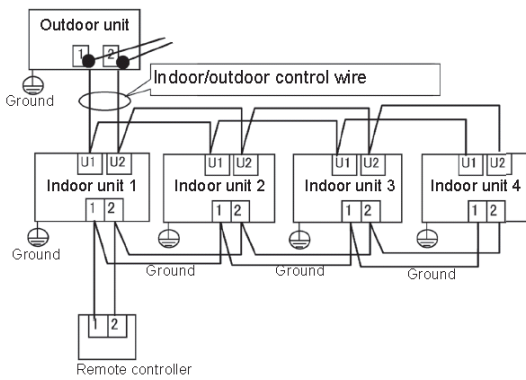 Outdoor unit
1 2
Indoor/outdoor control wire
Ground
U1 U2 U1 U2 U1 U2 U1 U2
Indoor unit 1 Indoor unit 2 Indoor unit 3 Indoor unit 4
1 2 1 2 1 2 1 2
Ground Ground Ground Ground
1 2
Remote controller